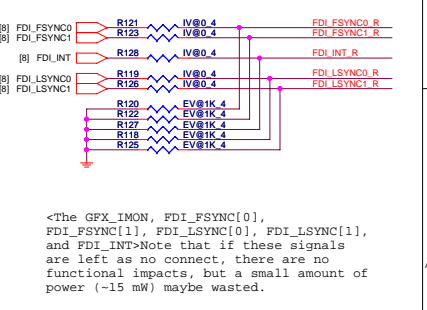 [8] FDI_FSYNC0 R121 IV@0_4 FDI_FSYNC0_R
[8] FDI_FSYNC1 R123 IV@0_4 FDI_FSYNC1_R
[8] FDI_INT R128 IV@0_4 FDI_INT_R
[8] FDI_LSYNC0 R119 IV@0_4 FDI_LSYNC0_R
[8] FDI_LSYNC1 R126 IV@0_4 FDI_LSYNC1_R
R120 EV@1K_4
R122 EV@1K_4
R127 EV@1K_4
R118 EV@1K_4
R125 EV@1K_4
<The GFX_IMON, FDI_FSYNC[0],
FDI_FSYNC[1], FDI_LSYNC[0], FDI_LSYNC[1],
and FDI_INT>Note that if these signals
are left as no connect, there are no
functional impacts, but a small amount of
power (~15 mW) maybe wasted.